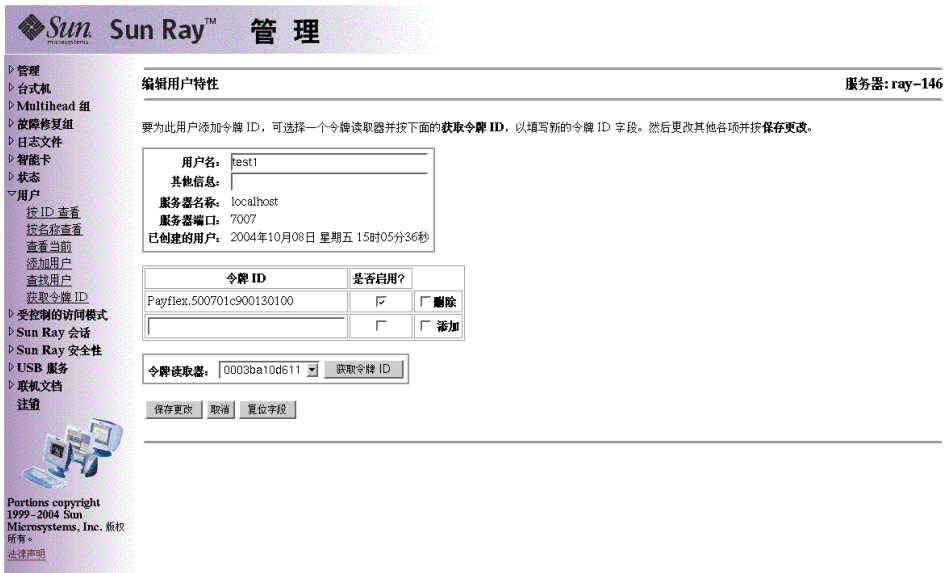 Sun microsystems Sun Ray™ 管 理
管理
台式机
Multihead 组
故障修复组
日志文件
智能卡
状态
用户
按 ID 查看
按名称查看
查看当前
添加用户
查找用户
获取令牌 ID
受控制的访问模式
Sun Ray 会话
Sun Ray 安全性
USB 服务
联机文档
注销
Portions copyright
1999-2004 Sun
Microsystems, Inc. 版权
所有。
法律声明
编辑用户特性 服务器: ray-146
要为此用户添加令牌 ID，可选择一个令牌读取器并按下面的获取令牌 ID，以填写新的令牌 ID 字段。然后更改其他各项并按保存更改。
用户名： test1
其他信息：
服务器名称： localhost
服务器端口： 7007
已创建的用户： 2004年10月08日 星期五 15时05分36秒
令牌 ID 是否启用?
Payflex.500701c900130100 删除
添加
令牌读取器： 0003ba10d611 获取令牌 ID
保存更改 取消 复位字段